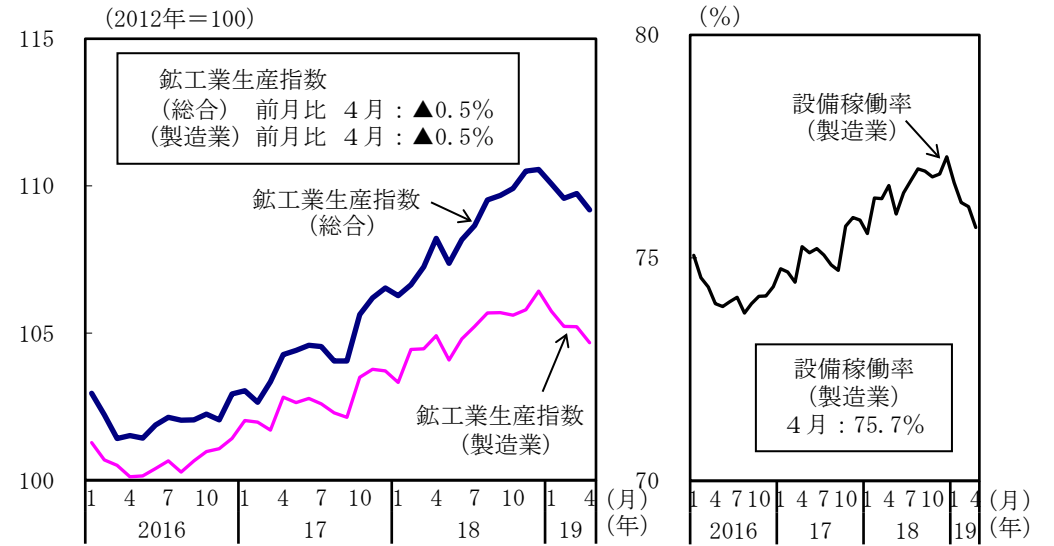 (2012年＝100)
115
110
105
100
鉱工業生産指数
(総合) 前月比 4月：▲0.5%
(製造業) 前月比 4月：▲0.5%
鉱工業生産指数
(総合)
鉱工業生産指数
(製造業)
1 4 7 10 1 4 7 10 1 4 7 10 1 4 (月)
2016 17 18 19 (年)
(%)
80
75
70
設備稼働率
(製造業)
設備稼働率
(製造業)
4月：75.7%
1 4 7 10 1 4 7 10 1 4 7 10 1 4 (月)
2016 17 18 19 (年)